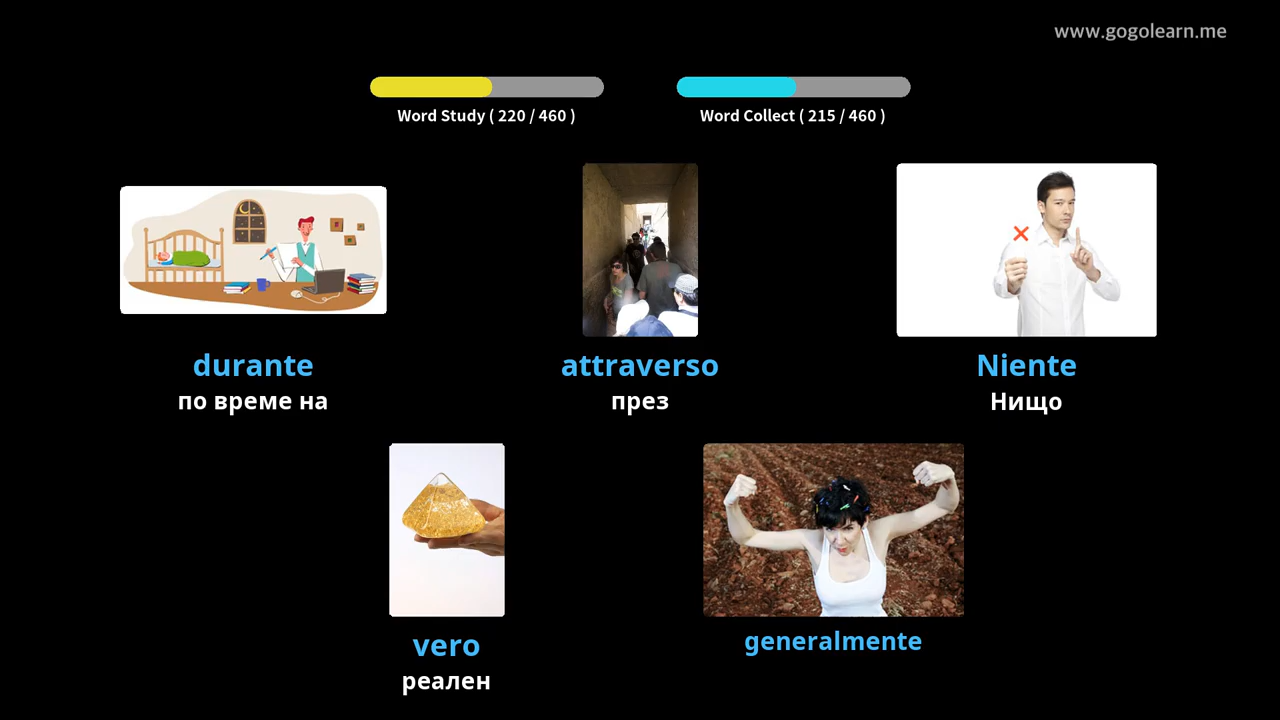 www.gogolearn.me
Word Study ( 220 / 460 )
Word Collect ( 215 / 460 )
durante
по време на
attraverso
през
Niente
Нищо
vero
реален
generalmente